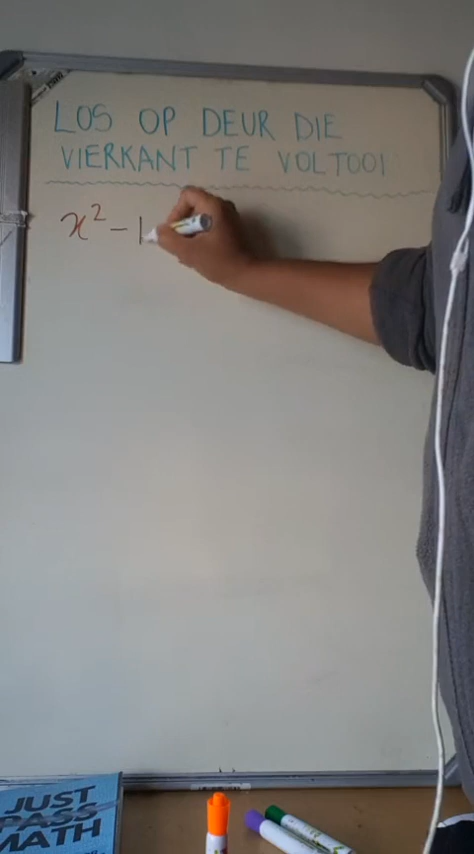 LOS OP DEUR DIE
VIERKANT TE VOLTOOI
x² - 1
JUST
PASS
MATH